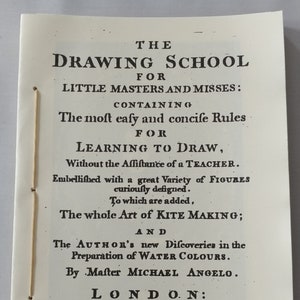 THE
DRAWING SCHOOL
FOR
LITTLE MASTERS AND MISSES:
CONTAINING
The moſt eaſy and conciſe Rules
FOR
LEARNING TO DRAW,
Without the Aſſiſtance of a TEACHER.
Embelliſhed with a great Variety of FIGURES
curiouſly deſigned.
To which are added,
The whole Art of KITE MAKING;
AND
The AUTHOR's new Diſcoveries in the
Preparation of WATER COLOURS.
By Maſter MICHAEL ANGELO.
LONDON: